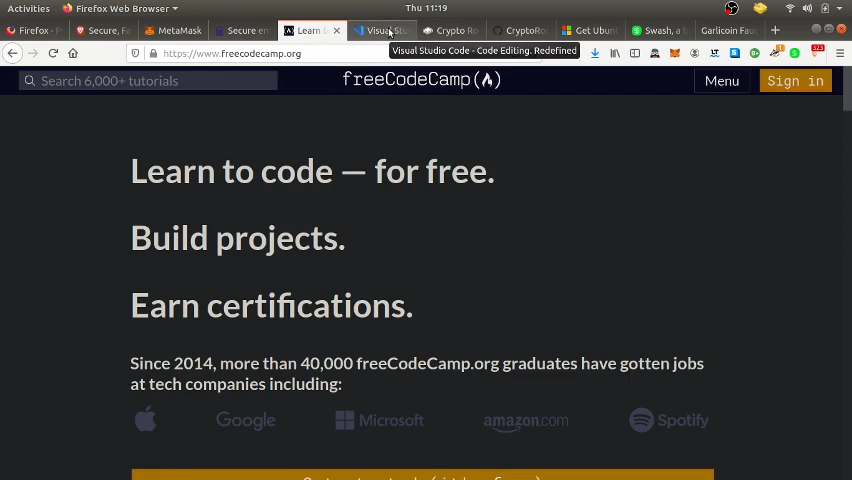 Activities Firefox Web Browser Thu 11:19
Firefox - P Secure, Fa MetaMask Secure em Learn t Visual Stu Crypto Ro CryptoRo Get Ubun Swash, a b Garlicoin Fau
https://www.freecodecamp.org 323
Visual Studio Code - Code Editing. Redefined
Search 6,000+ tutorials freeCodeCamp Menu Sign in
Learn to code — for free.
Build projects.
Earn certifications.
Since 2014, more than 40,000 freeCodeCamp.org graduates have gotten jobs
at tech companies including:
Google Microsoft amazon.com Spotify